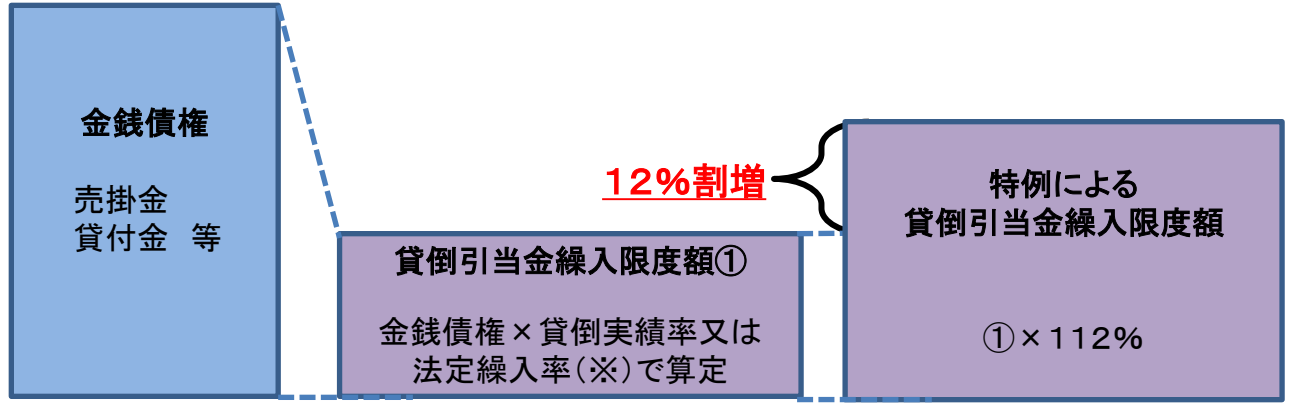 金銭債権
売掛金
貸付金　等
貸倒引当金繰入限度額①
金銭債権×貸倒実績率又は
法定繰入率(※)で算定
１２％割増
特例による
貸倒引当金繰入限度額
①×１１２％